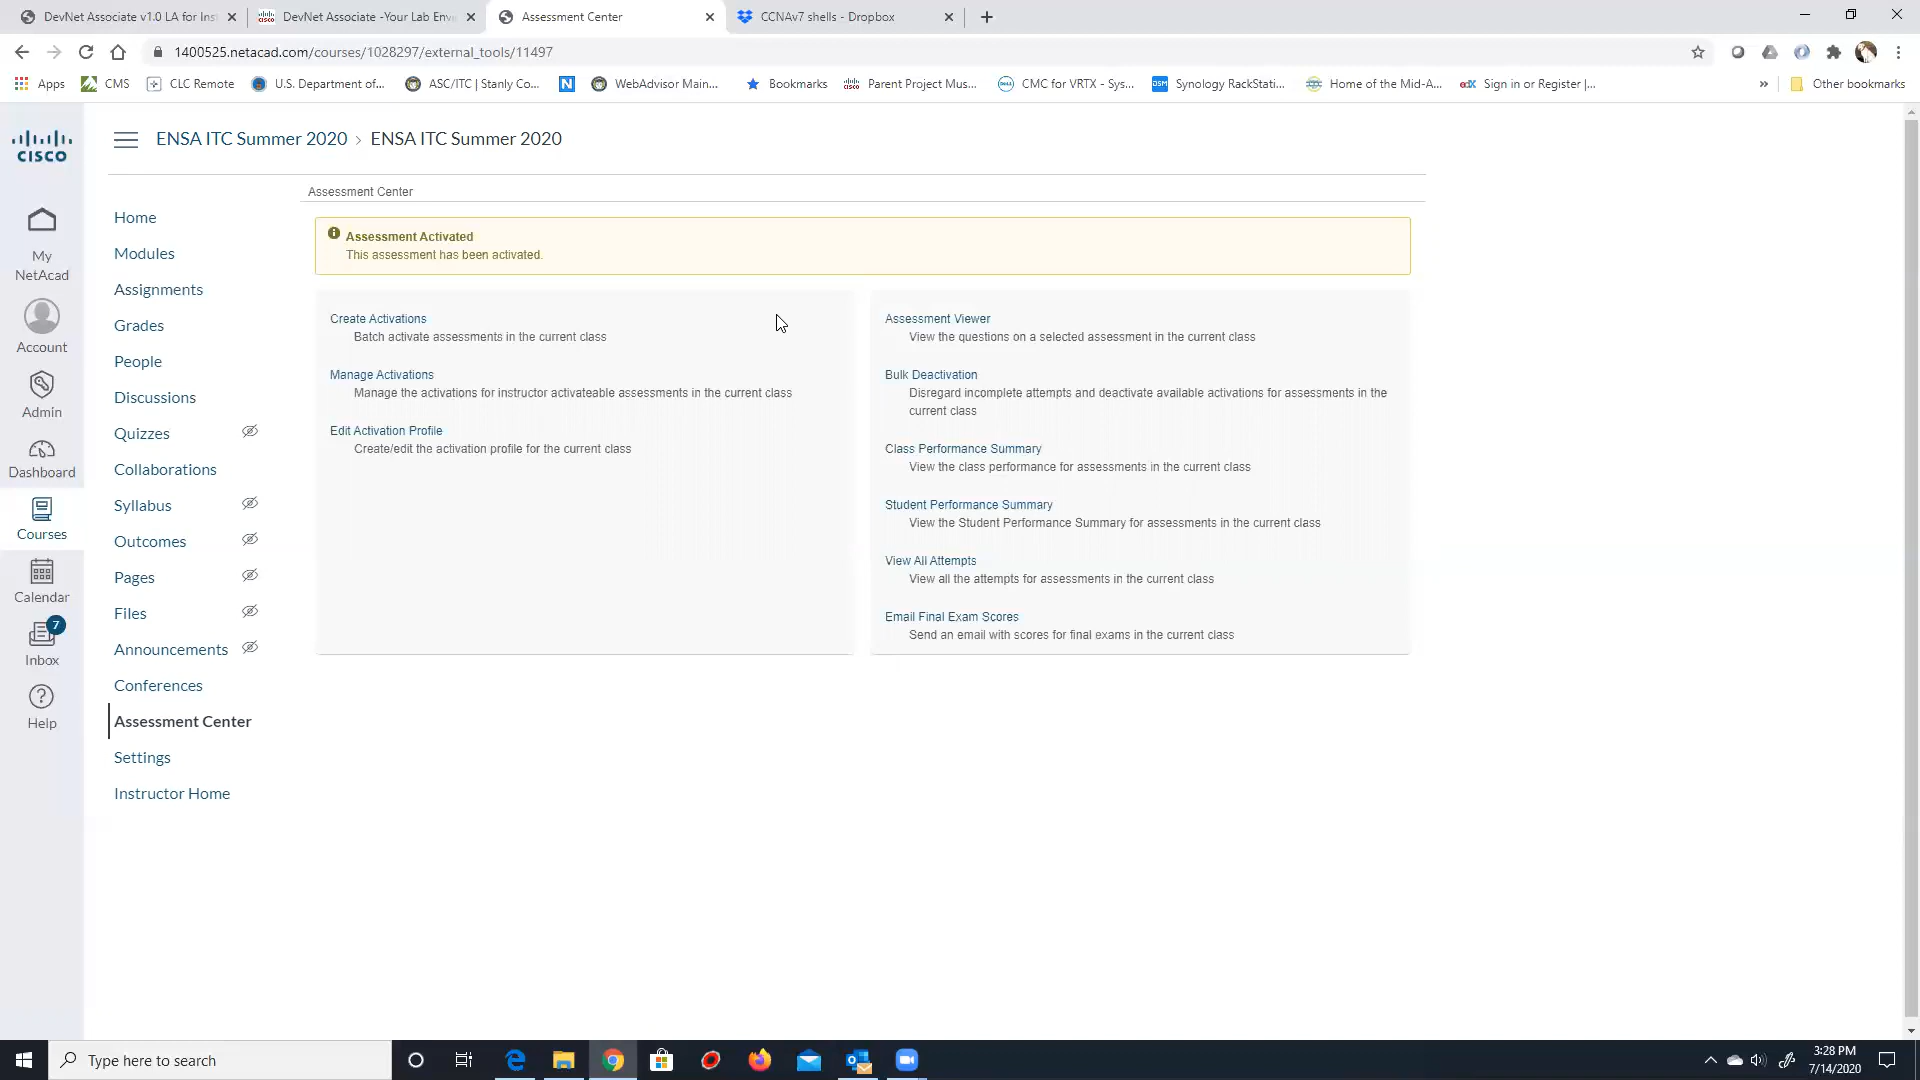 DevNet Associate v1.0 LA for Ins
DevNet Associate -Your Lab Env
Assessment Center
CCNAv7 shells - Dropbox
1400525.netacad.com/courses/1028297/external_tools/11497
Apps
CMS
CLC Remote
U.S. Department of...
ASC/ITC | Stanly Co...
WebAdvisor Main...
Bookmarks
Parent Project Mus...
CMC for VRTX - Sys...
Synology RackStati...
Home of the Mid-A...
Sign in or Register |...
»
Other bookmarks
CISCO
ENSA ITC Summer 2020 > ENSA ITC Summer 2020
My
NetAcad
Account
Admin
Dashboard
Courses
Calendar
7
Inbox
Help
Home
Modules
Assignments
Grades
People
Discussions
Quizzes
Collaborations
Syllabus
Outcomes
Pages
Files
Announcements
Conferences
Assessment Center
Settings
Instructor Home
Assessment Center
Assessment Activated
This assessment has been activated.
Create Activations
Batch activate assessments in the current class
Manage Activations
Manage the activations for instructor activateable assessments in the current class
Edit Activation Profile
Create/edit the activation profile for the current class
Assessment Viewer
View the questions on a selected assessment in the current class
Bulk Deactivation
Disregard incomplete attempts and deactivate available activations for assessments in the
current class
Class Performance Summary
View the class performance for assessments in the current class
Student Performance Summary
View the Student Performance Summary for assessments in the current class
View All Attempts
View all the attempts for assessments in the current class
Email Final Exam Scores
Send an email with scores for final exams in the current class
Type here to search
3:28 PM
7/14/2020